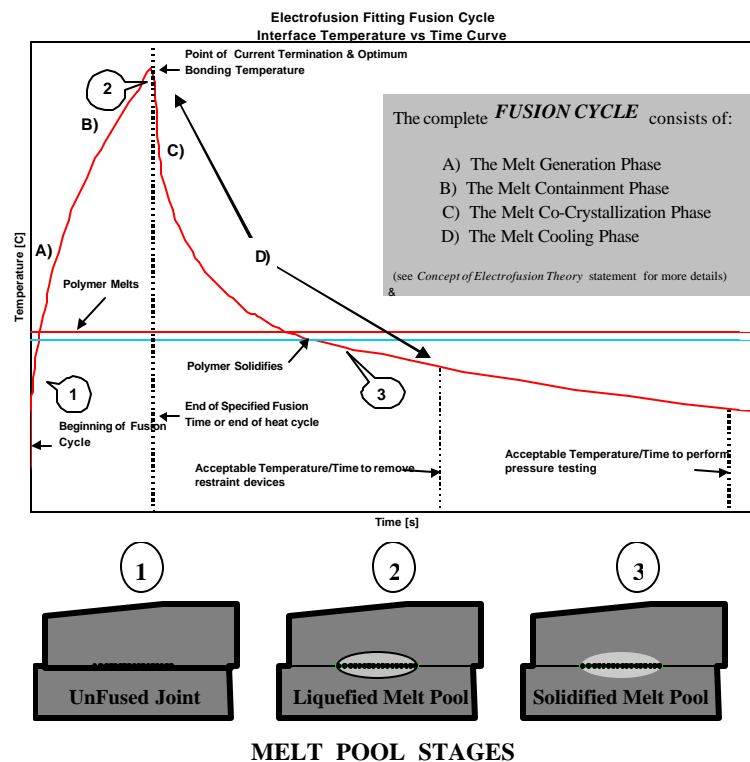 Electrofusion Fitting Fusion Cycle
Interface Temperature vs Time Curve
Point of Current Termination & Optimum
Bonding Temperature
2
B)
C)
The complete FUSION CYCLE consists of:
A) The Melt Generation Phase
B) The Melt Containment Phase
C) The Melt Co-Crystallization Phase
D) The Melt Cooling Phase
(see Concept of Electrofusion Theory statement for more details)
&
A)
D)
Temperature [C]
Polymer Melts
Polymer Solidifies
1
3
Beginning of Fusion
Cycle
End of Specified Fusion
Time or end of heat cycle
Acceptable Temperature/Time to remove
restraint devices
Acceptable Temperature/Time to perform
pressure testing
Time [s]
1
2
3
UnFused Joint
Liquefied Melt Pool
Solidified Melt Pool
MELT POOL STAGES